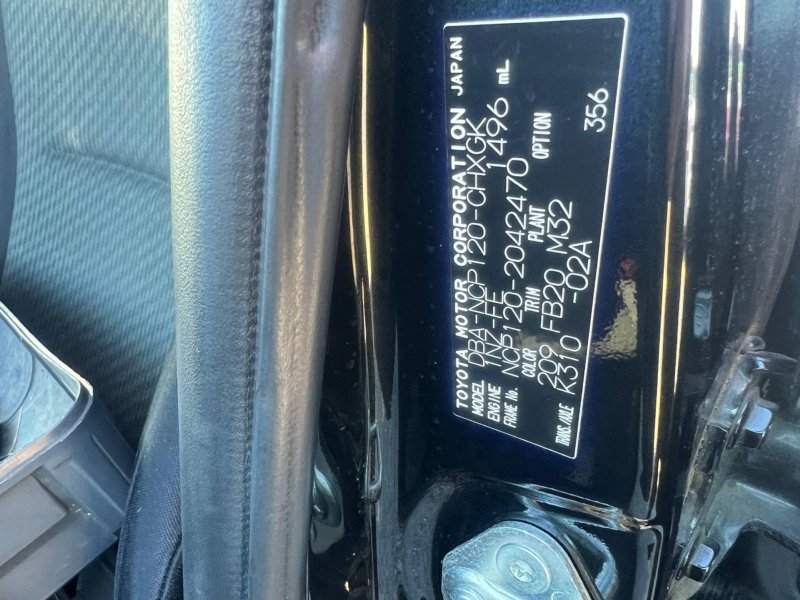 TOYOTA MOTOR CORPORATION JAPAN
MODEL DBA-NCP120-CHXGK
ENGINE 1NZ-FE 1496 mL
FRAME No. NCP120-2042470
COLOR TRIM PLANT OPTION
209 FB20 M32
TRANS./AXLE K310 -02A 356